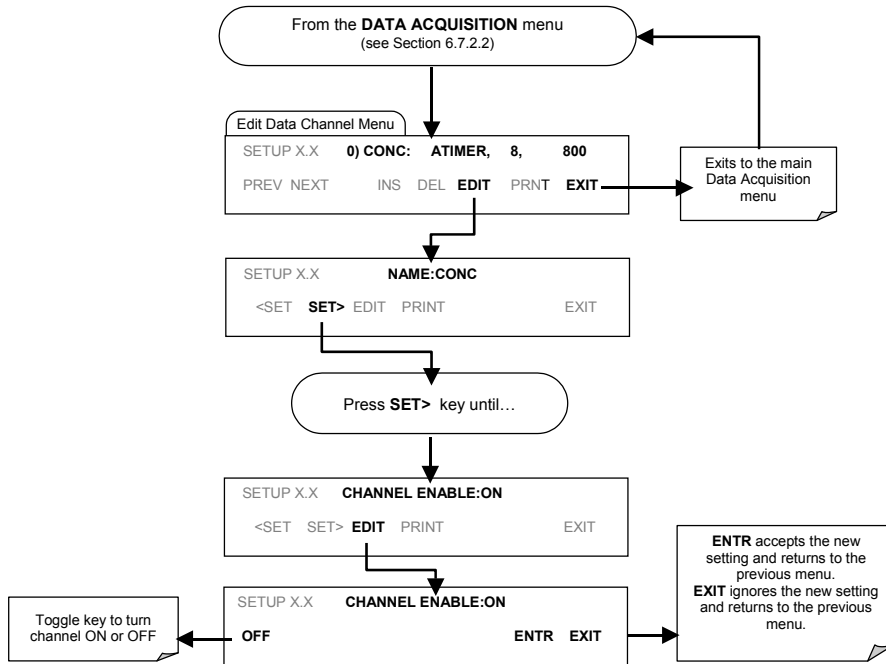 From the DATA ACQUISITION menu
(see Section 6.7.2.2)
Edit Data Channel Menu
SETUP X.X 0) CONC: ATIMER, 8, 800
PREV NEXT INS DEL EDIT PRNT EXIT
Exits to the main
Data Acquisition
menu
SETUP X.X NAME:CONC
<SET SET> EDIT PRINT EXIT
Press SET> key until…
SETUP X.X CHANNEL ENABLE:ON
<SET SET> EDIT PRINT EXIT
SETUP X.X CHANNEL ENABLE:ON
OFF ENTR EXIT
Toggle key to turn
channel ON or OFF
ENTR accepts the new
setting and returns to the
previous menu.
EXIT ignores the new setting
and returns to the previous
menu.